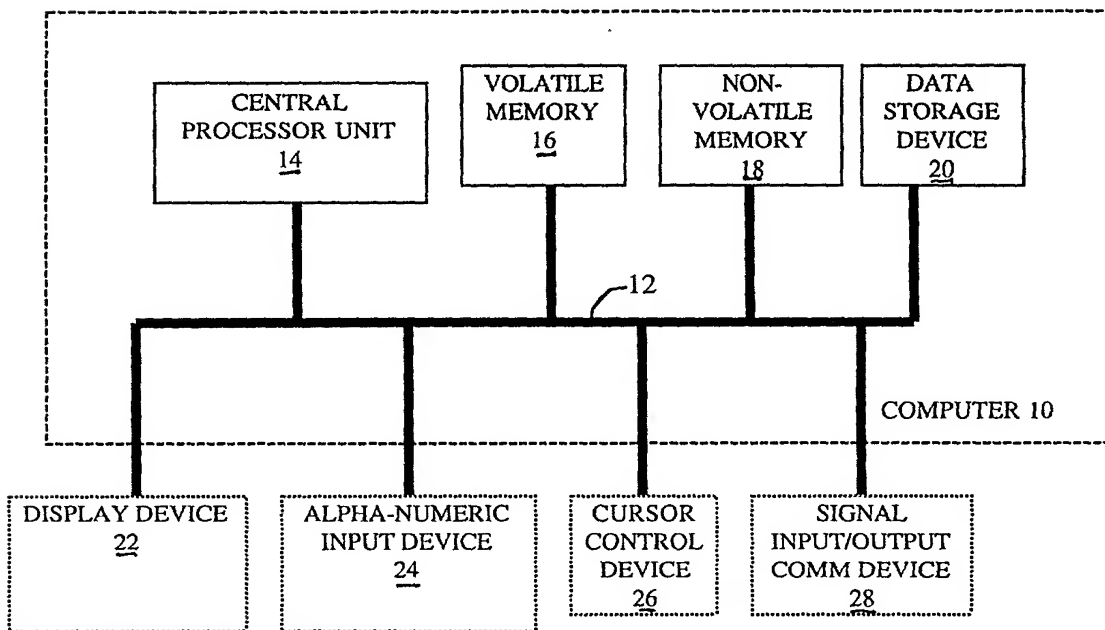 CENTRAL
PROCESSOR UNIT
14
VOLATILE
MEMORY
16
NON-
VOLATILE
MEMORY
18
DATA
STORAGE
DEVICE
20
12
COMPUTER 10
DISPLAY DEVICE
22
ALPHA-NUMERIC
INPUT DEVICE
24
CURSOR
CONTROL
DEVICE
26
SIGNAL
INPUT/OUTPUT
COMM DEVICE
28